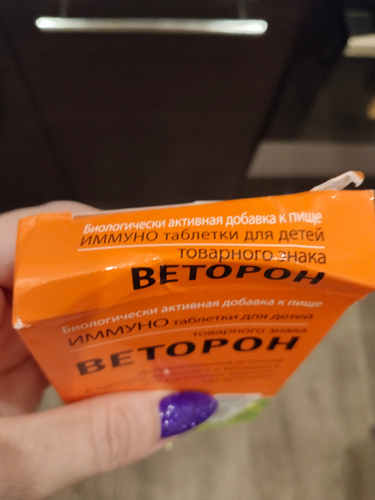 Биологически активная добавка к пище
ИММУНО таблетки для детей
товарного знака
ВЕТОРОН
Биологически активная добавка к пище
ИММУНО таблетки для детей
товарного знака
ВЕТОРОН